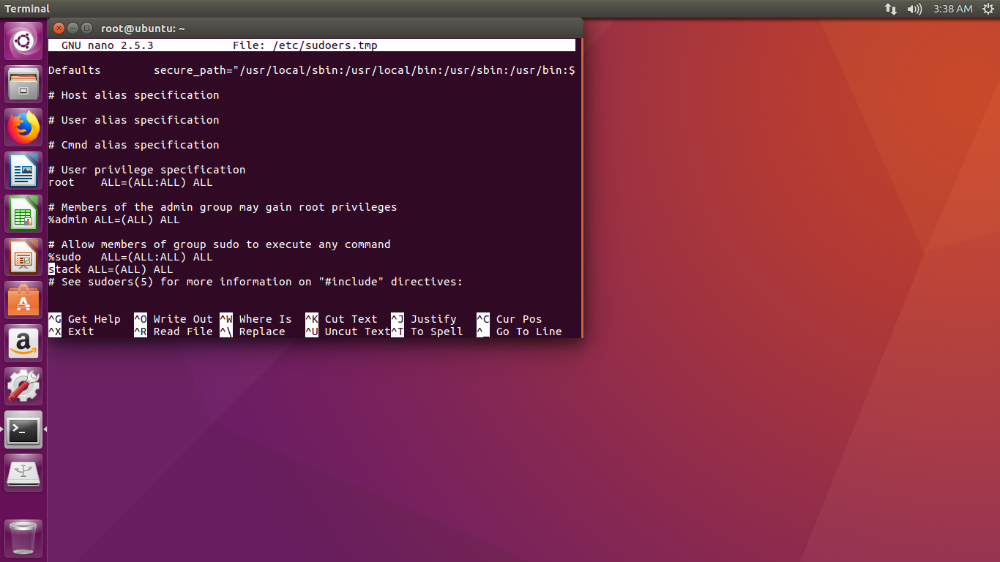 Terminal
3:38 AM
root@ubuntu: ~
GNU nano 2.5.3 File: /etc/sudoers.tmp
Defaults secure_path="/usr/local/sbin:/usr/local/bin:/usr/sbin:/usr/bin:$
# Host alias specification
# User alias specification
# Cmnd alias specification
# User privilege specification
root ALL=(ALL:ALL) ALL
# Members of the admin group may gain root privileges
%admin ALL=(ALL) ALL
# Allow members of group sudo to execute any command
%sudo ALL=(ALL:ALL) ALL
stack ALL=(ALL) ALL
# See sudoers(5) for more information on "#include" directives:
^G Get Help ^O Write Out ^W Where Is ^K Cut Text ^J Justify ^C Cur Pos
^X Exit ^R Read File ^\ Replace ^U Uncut Text ^T To Spell ^_ Go To Line